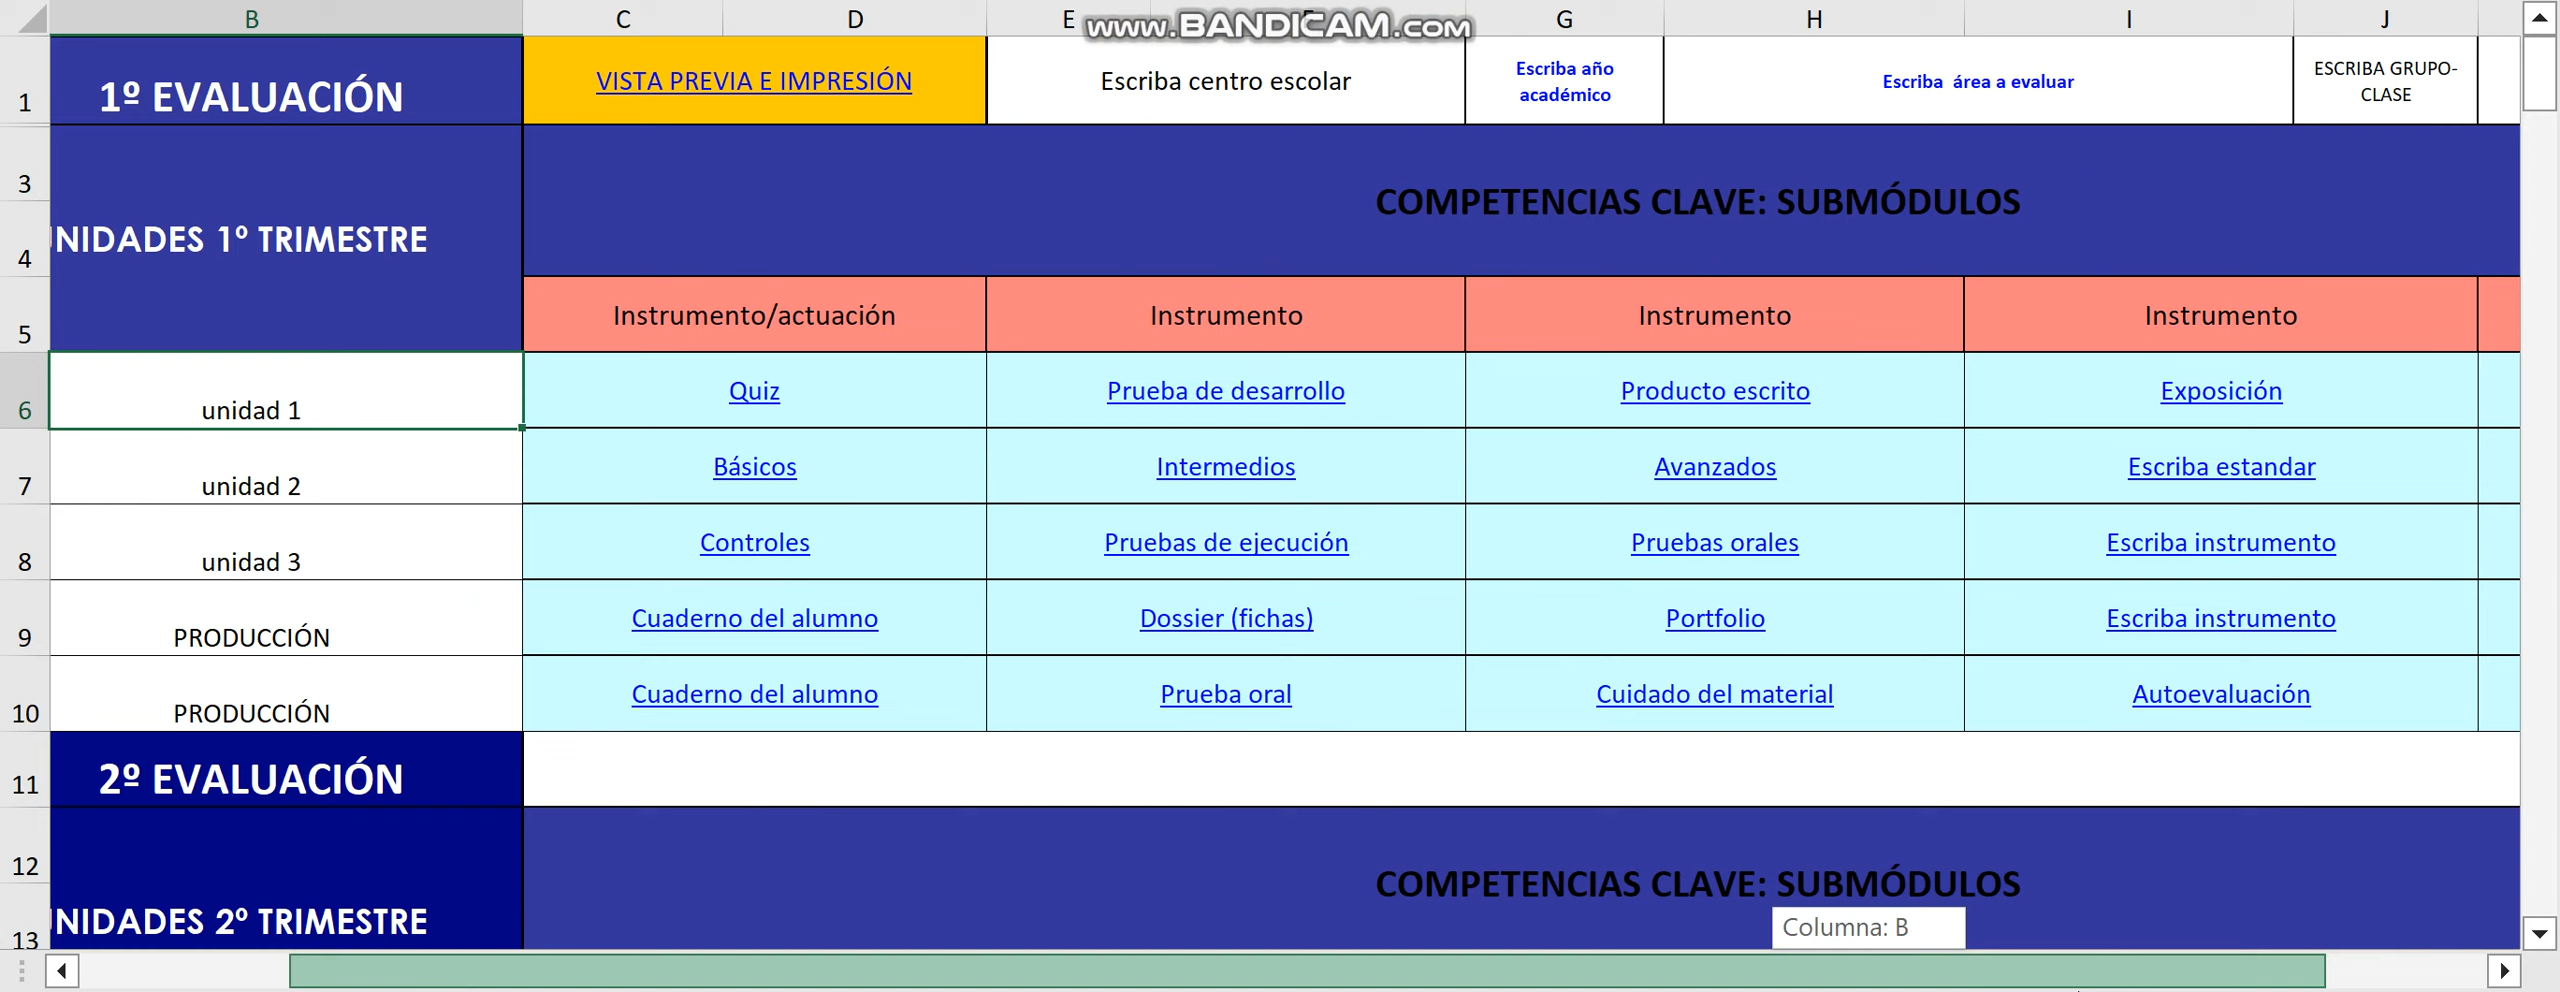 B C D E F G H I J
www.BANDICAM.com
1 1º EVALUACIÓN VISTA PREVIA E IMPRESIÓN Escriba centro escolar Escriba año académico Escriba área a evaluar ESCRIBA GRUPO-CLASE
3 COMPETENCIAS CLAVE: SUBMÓDULOS
4 UNIDADES 1º TRIMESTRE
5 Instrumento/actuación Instrumento Instrumento Instrumento
6 unidad 1 Quiz Prueba de desarrollo Producto escrito Exposición
7 unidad 2 Básicos Intermedios Avanzados Escriba estandar
8 unidad 3 Controles Pruebas de ejecución Pruebas orales Escriba instrumento
9 PRODUCCIÓN Cuaderno del alumno Dossier (fichas) Portfolio Escriba instrumento
10 PRODUCCIÓN Cuaderno del alumno Prueba oral Cuidado del material Autoevaluación
11 2º EVALUACIÓN
12 COMPETENCIAS CLAVE: SUBMÓDULOS
13 UNIDADES 2º TRIMESTRE
Columna: B